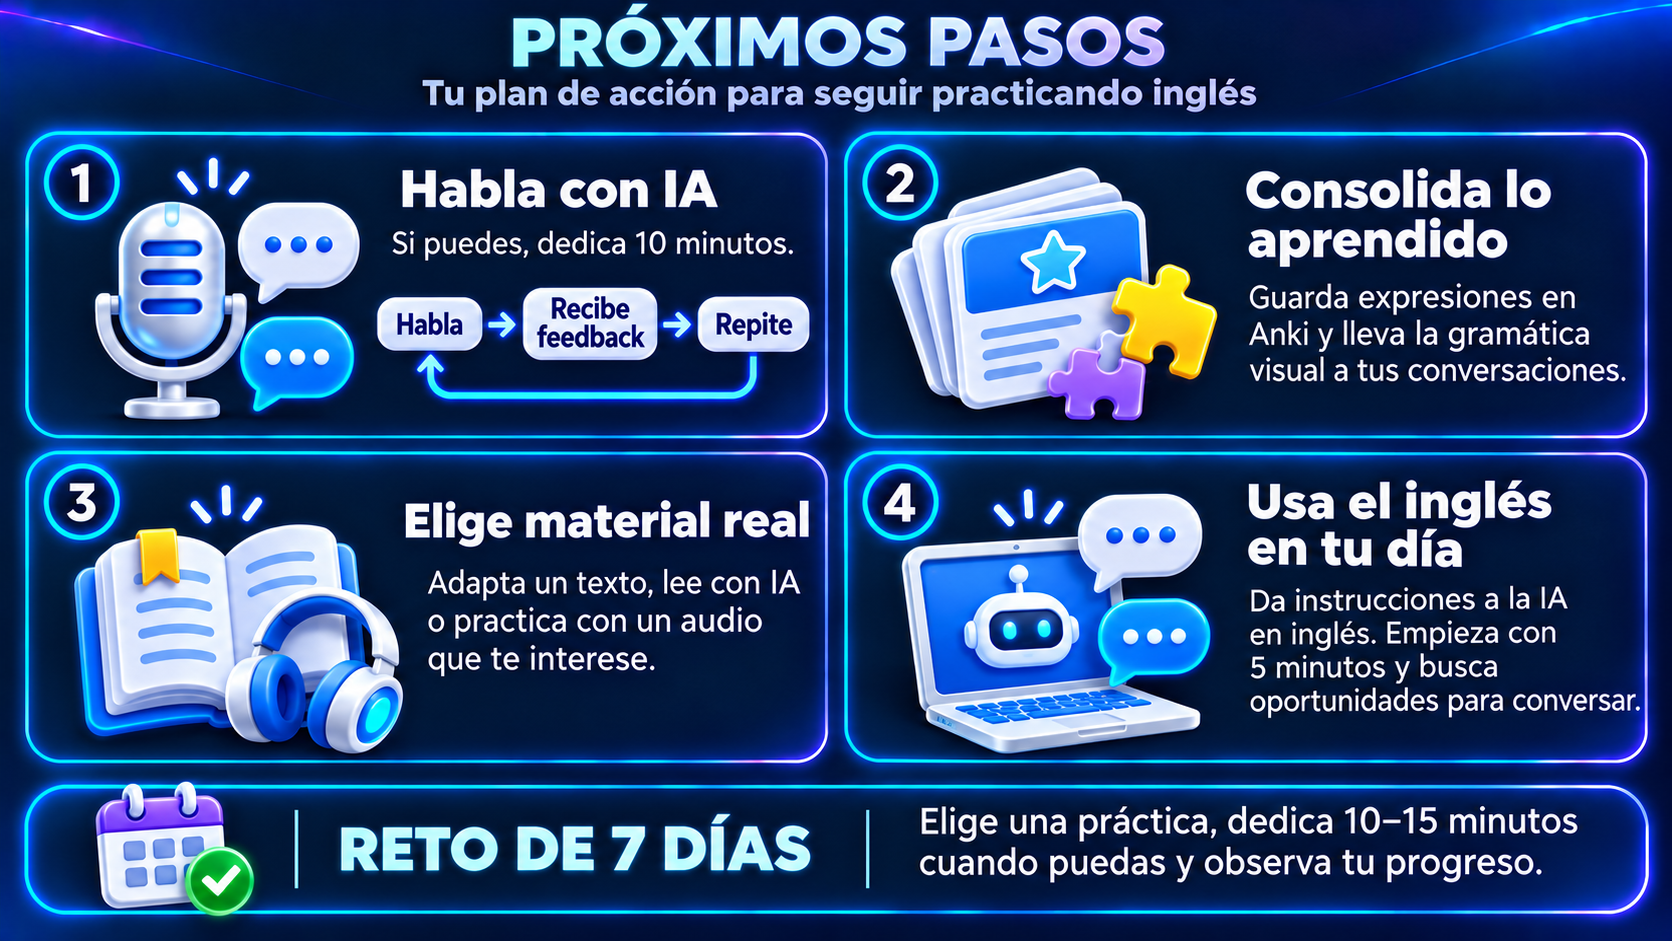 PRÓXIMOS PASOS
Tu plan de acción para seguir practicando inglés
1
Habla con IA
Si puedes, dedica 10 minutos.
Habla
Recibe
feedback
Repite
2
Consolida lo
aprendido
Guarda expresiones en
Anki y lleva la gramática
visual a tus conversaciones.
3
Elige material real
Adapta un texto, lee con IA
o practica con un audio
que te interese.
4
Usa el inglés
en tu día
Da instrucciones a la IA
en inglés. Empieza con
5 minutos y busca
oportunidades para conversar.
RETO DE 7 DÍAS
Elige una práctica, dedica 10–15 minutos
cuando puedas y observa tu progreso.